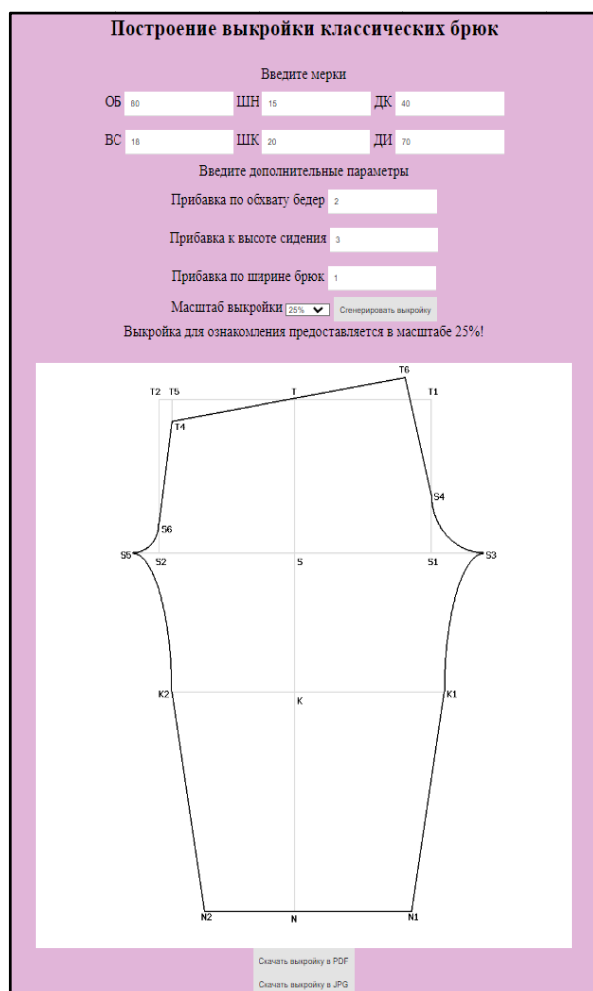 Построение выкройки классических брюк
Введите мерки
ОБ 60 ШН 15 ДК 40
ВС 18 ШК 20 ДИ 70
Введите дополнительные параметры
Прибавка по обхвату бедер 2
Прибавка к высоте сидения 3
Прибавка по ширине брюк 1
Масштаб выкройки 25% Сгенерировать выкройку
Выкройка для ознакомления предоставляется в масштабе 25%!
T6
T2 T5 T T1
T4
S4
S6
S5 S2 S S1 S3
K2 K K1
N2 N N1
Скачать выкройку в PDF
Скачать выкройку в JPG